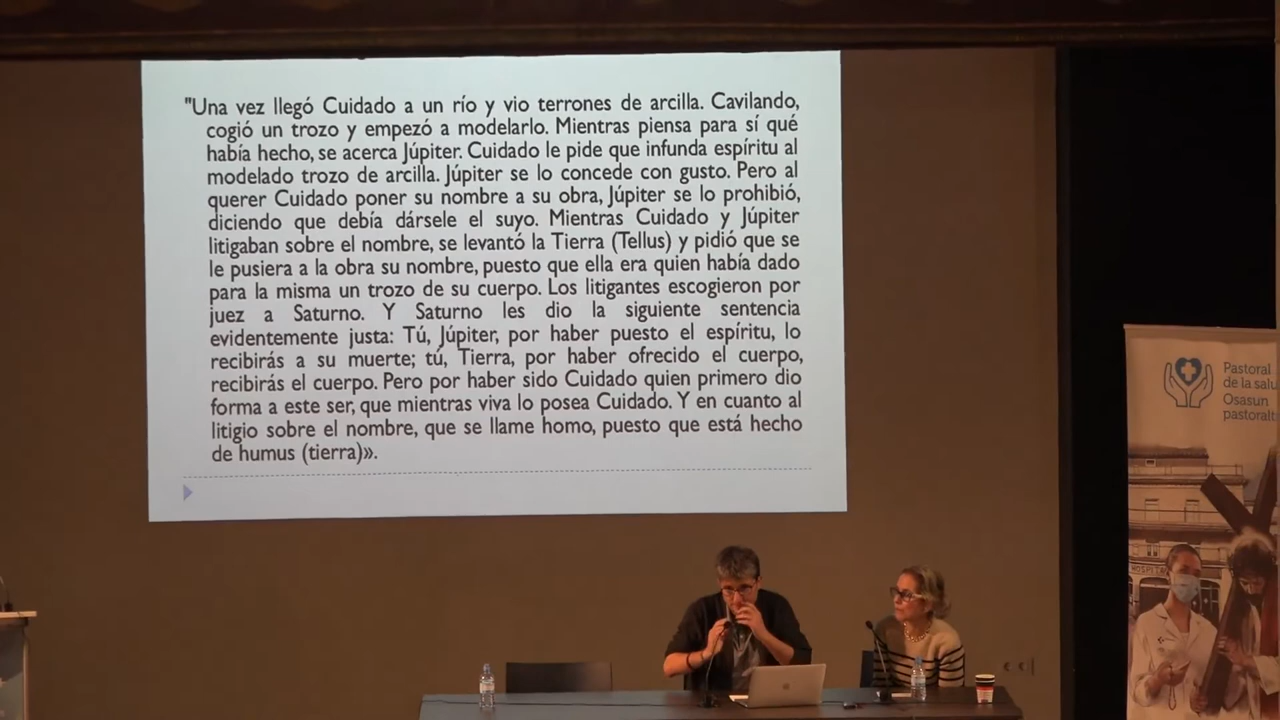 "Una vez llegó Cuidado a un río y vio terrones de arcilla. Cavilando,
cogió un trozo y empezó a modelarlo. Mientras piensa para sí qué
había hecho, se acerca Júpiter. Cuidado le pide que infunda espíritu al
modelado trozo de arcilla. Júpiter se lo concede con gusto. Pero al
querer Cuidado poner su nombre a su obra, Júpiter se lo prohibió,
diciendo que debía dársele el suyo. Mientras Cuidado y Júpiter
litigaban sobre el nombre, se levantó la Tierra (Tellus) y pidió que se
le pusiera a la obra su nombre, puesto que ella era quien había dado
para la misma un trozo de su cuerpo. Los litigantes escogieron por
juez a Saturno. Y Saturno les dio la siguiente sentencia
evidentemente justa: Tú, Júpiter, por haber puesto el espíritu, lo
recibirás a su muerte; tú, Tierra, por haber ofrecido el cuerpo,
recibirás el cuerpo. Pero por haber sido Cuidado quien primero dio
forma a este ser, que mientras viva lo posea Cuidado. Y en cuanto al
litigio sobre el nombre, que se llame homo, puesto que está hecho
de humus (tierra)».
Pastoral
de la salu
Osasun
pastoralt
HOSPITAL